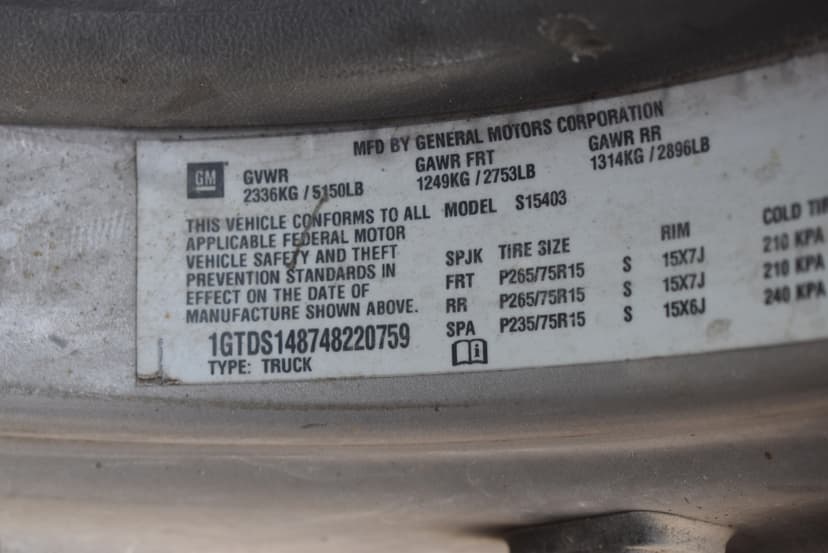 MFD BY GENERAL MOTORS CORPORATION
GM GVWR GAWR FRT GAWR RR
2336KG / 5150LB 1249KG / 2753LB 1314KG / 2896LB
THIS VEHICLE CONFORMS TO ALL
APPLICABLE FEDERAL MOTOR
VEHICLE SAFETY AND THEFT
PREVENTION STANDARDS IN
EFFECT ON THE DATE OF
MANUFACTURE SHOWN ABOVE.
1GTDS148748220759
TYPE: TRUCK
MODEL S15403
SPJK TIRE SIZE RIM COLD
FRT P265/75R15 S 15X7J 210 KPA
RR P265/75R15 S 15X7J 210 KPA
SPA P235/75R15 S 15X6J 240 KPA